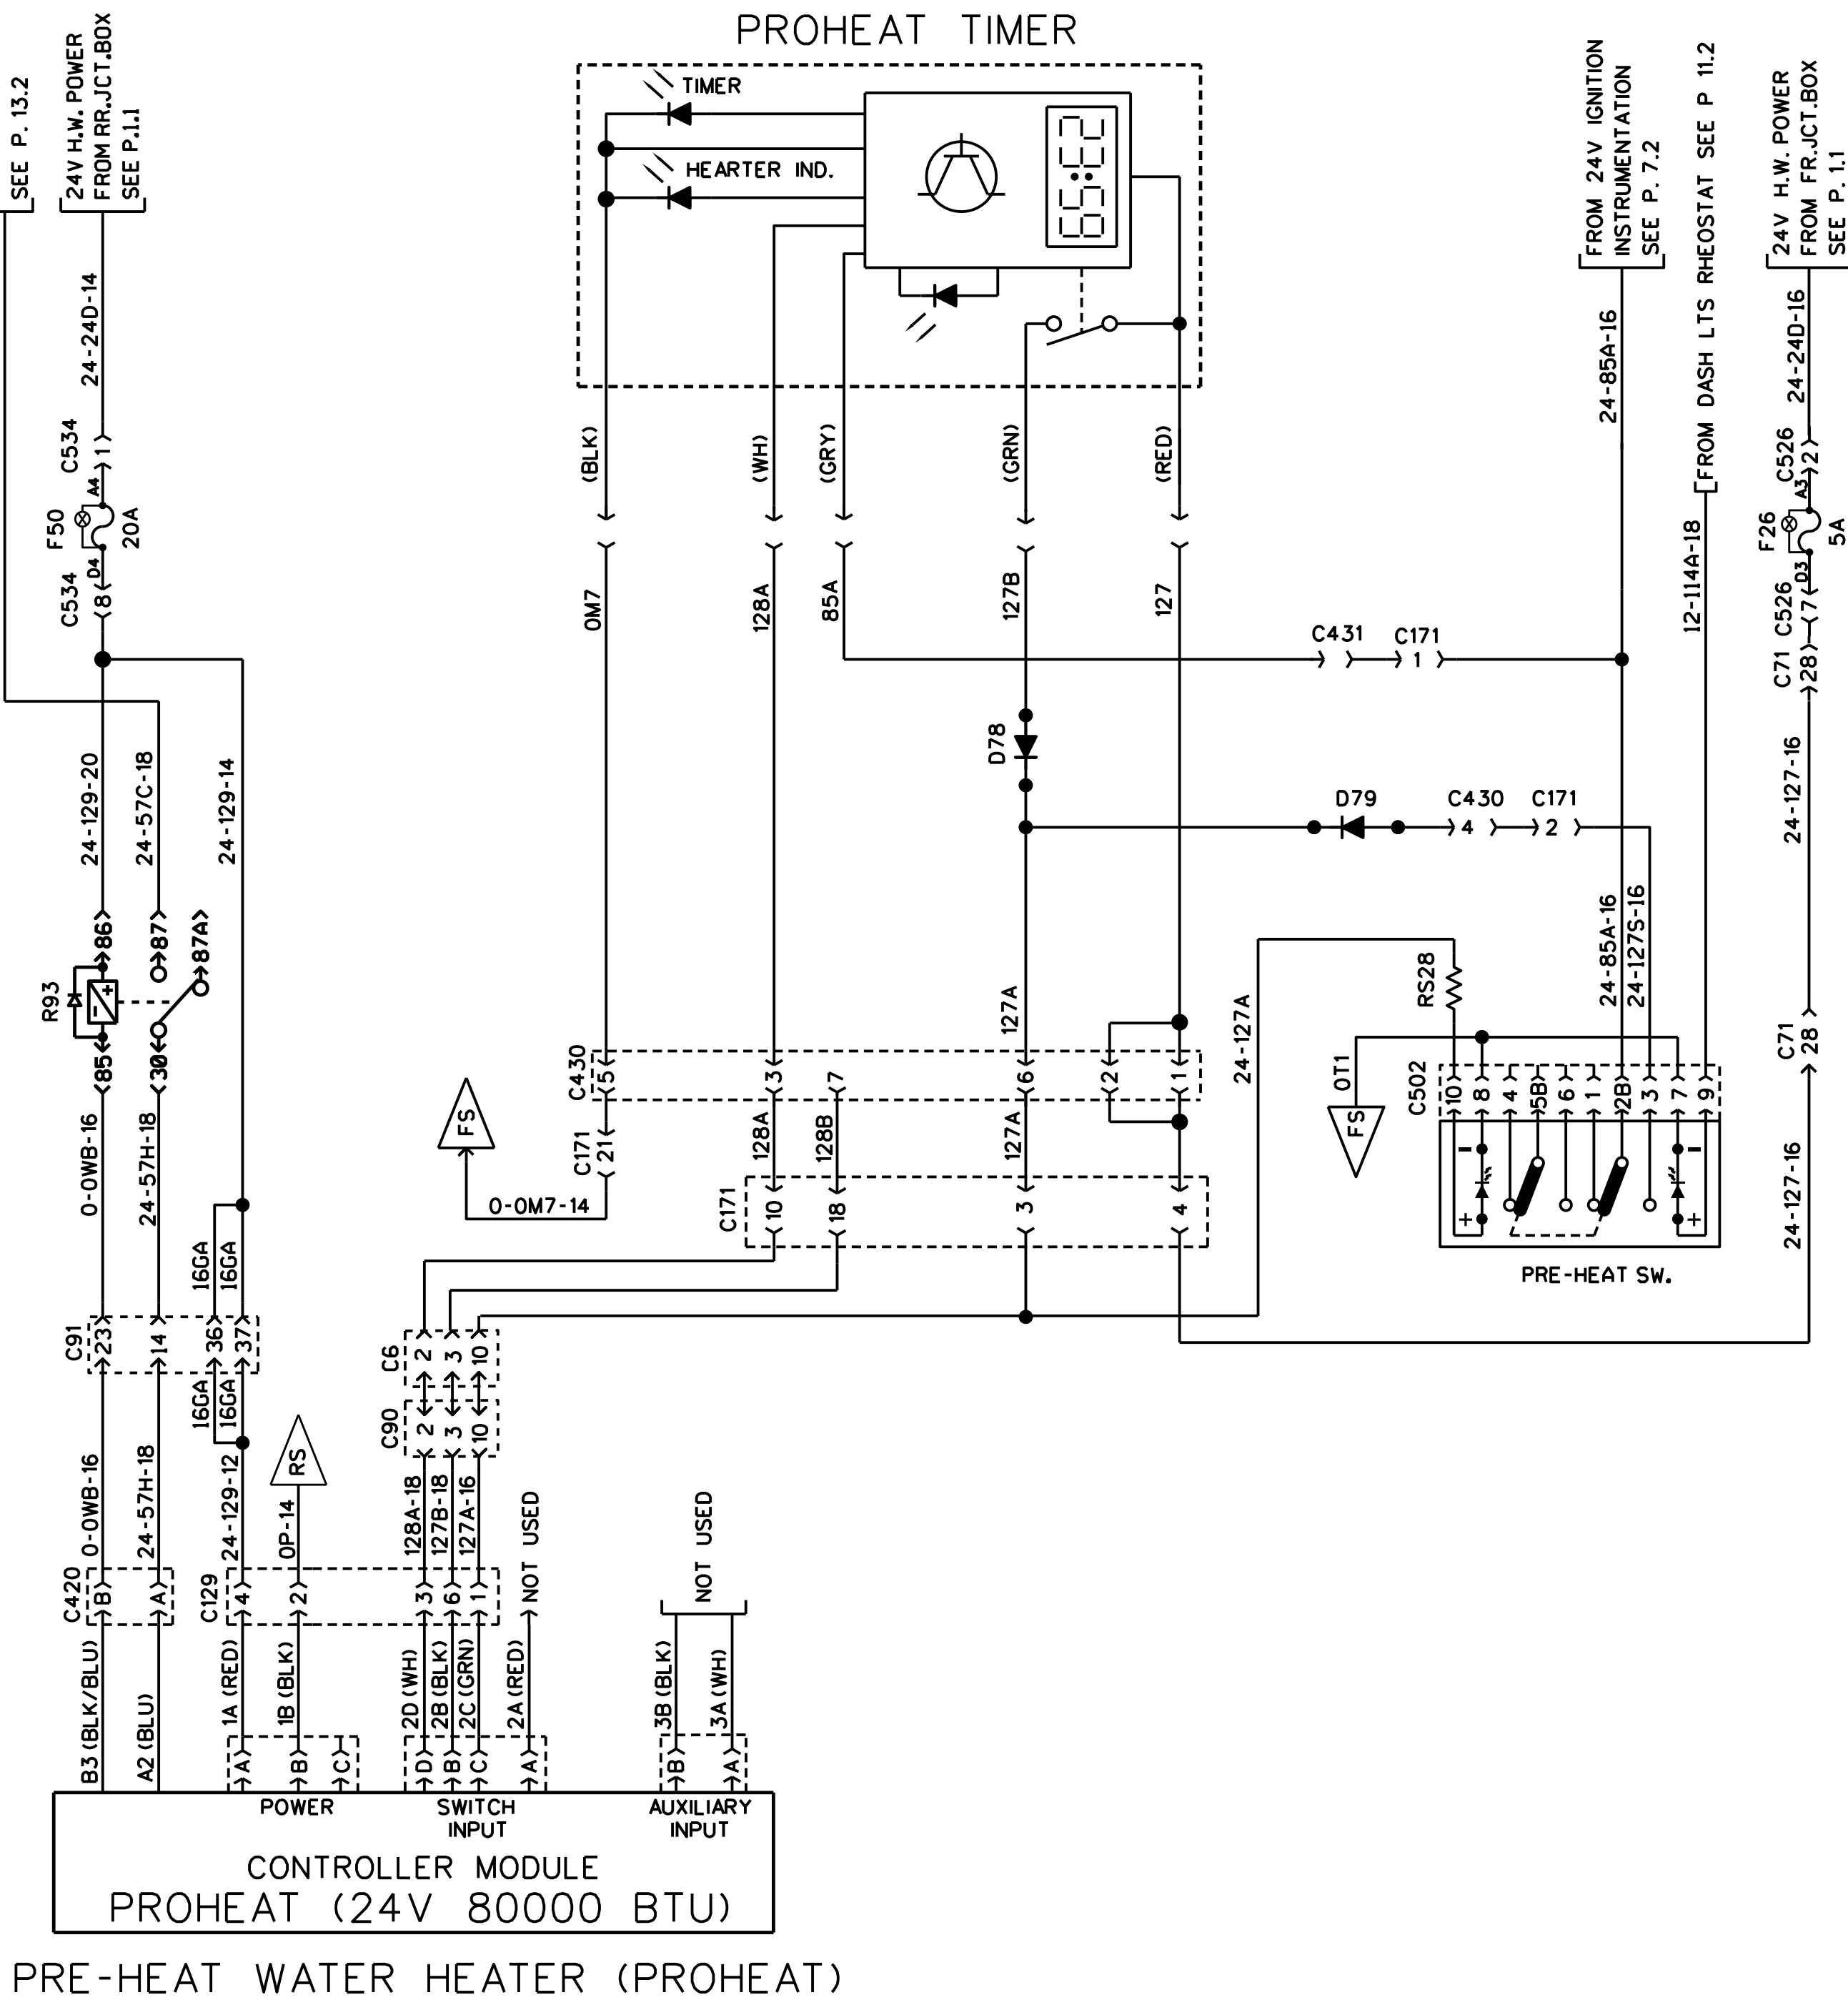 PROHEAT TIMER
SEE P. 13.2
24V H.W. POWER
FROM RR.JCT.BOX
SEE P.1.1
TIMER
HEARTER IND.
FROM 24V IGNITION
INSTRUMENTATION
SEE P. 7.2
FROM DASH LTS RHEOSTAT SEE P 11.2
24V H.W. POWER
FROM FR.JCT.BOX
SEE P. 1.1
24-24D-14
24-85A-16
24-24D-16
C534
1
A4
F50
20A
D4
C534
8
(BLK)
(WH)
(GRY)
(GRN)
(RED)
C526
2
A3
F26
5A
D3
C526
7
C71
28
0M7
128A
85A
127B
127
12-114A-18
C431
C171
1
D78
D79
C430
4
C171
2
24-129-20
24-57C-18
24-129-14
24-127-16
86
87
87A
R93
85
30
127A
24-127A
RS28
24-85A-16
24-127S-16
C71
28
0T1
FS
C502
10
8
4
5B
6
1
2B
3
7
9
- + - +
PRE-HEAT SW.
24-127-16
C430
5
3
7
6
2
1
FS
C171
21
128A
128B
127A
0-0M7-14
C171
10
18
3
4
0-0WB-16
24-57H-18
16GA
16GA
C91
23
14
36
37
16GA
16GA
C6
2
3
10
C90
2
3
10
RS
0-0WB-16
24-57H-18
24-129-12
0P-14
128A-18
127B-18
127A-16
NOT USED
NOT USED
C420
B
A
C129
4
2
3
6
1
B3 (BLK/BLU)
A2 (BLU)
1A (RED)
1B (BLK)
2D (WH)
2B (BLK)
2C (GRN)
2A (RED)
3B (BLK)
3A (WH)
A
B
C
D
B
C
A
B
A
POWER
SWITCH
INPUT
AUXILIARY
INPUT
CONTROLLER MODULE
PROHEAT (24V 80000 BTU)
PRE-HEAT WATER HEATER (PROHEAT)